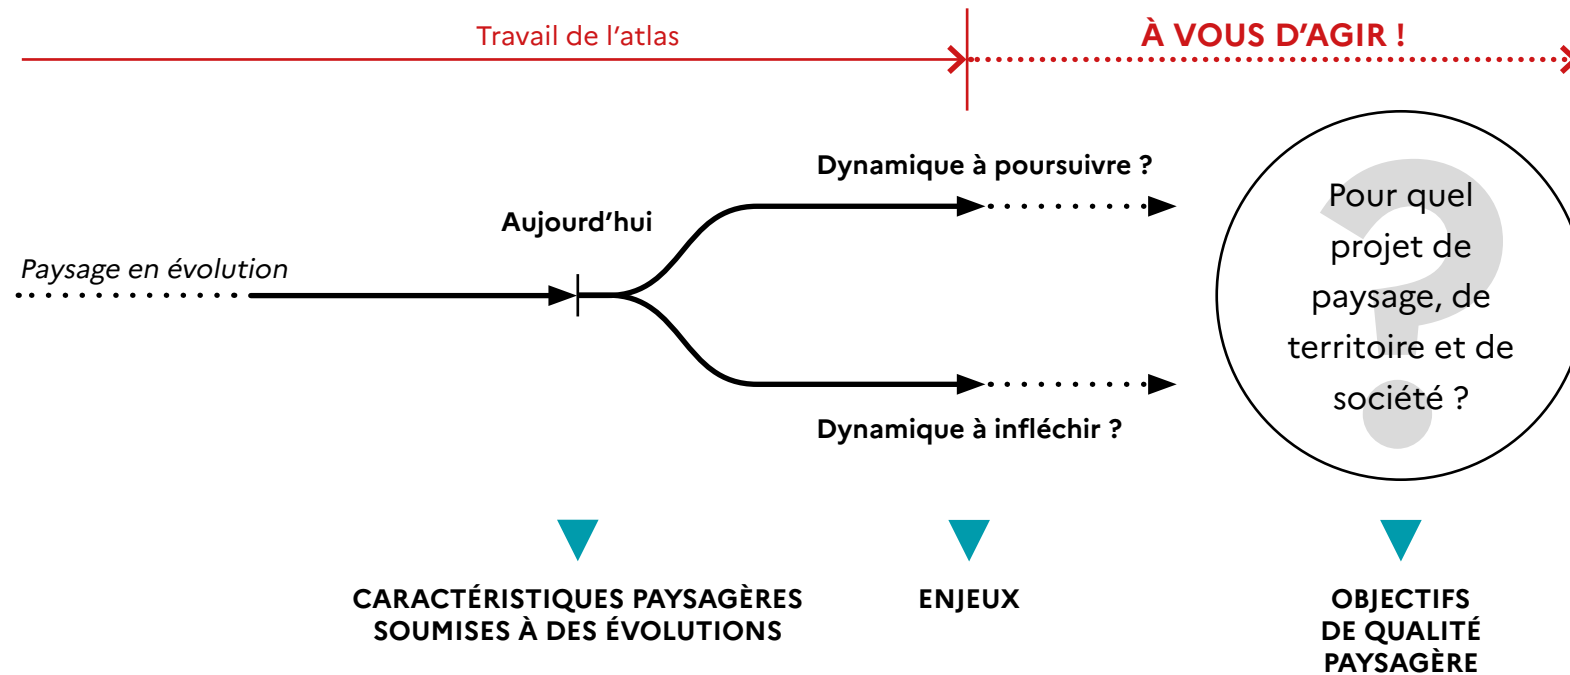 Travail de l’atlas
À VOUS D’AGIR !
Dynamique à poursuivre ?
Aujourd’hui
Paysage en évolution
Dynamique à infléchir ?
Pour quel
projet de
paysage, de
territoire et de
société ?
CARACTÉRISTIQUES PAYSAGÈRES
SOUMISES À DES ÉVOLUTIONS
ENJEUX
OBJECTIFS
DE QUALITÉ
PAYSAGÈRE